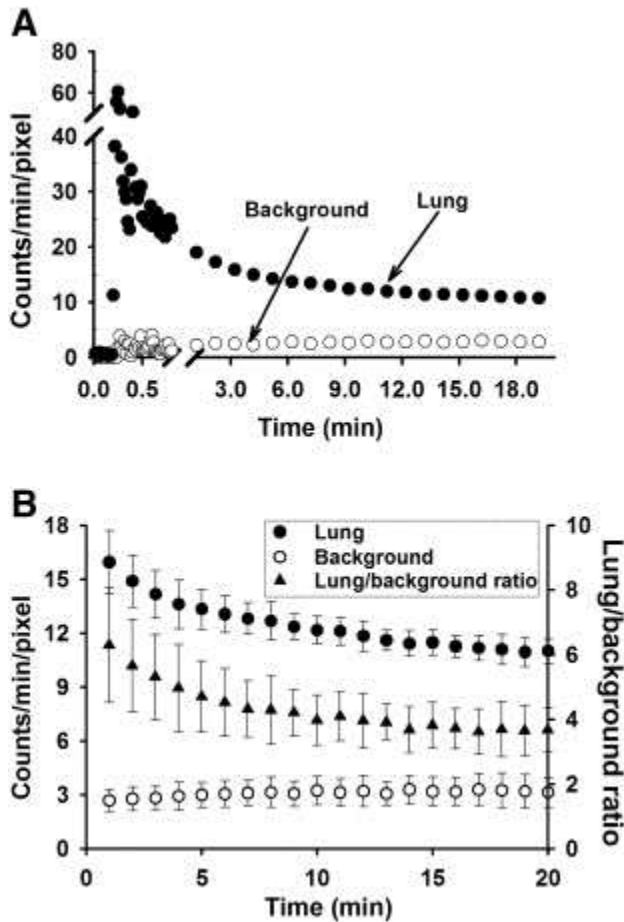 A
80
60
40
30
20
10
0
Counts/min/pixel
Background
Lung
0.0 0.5 3.0 6.0 9.0 12.0 15.0 18.0
Time (min)
B
18
15
12
9
6
3
0
Counts/min/pixel
Lung
Background
Lung/background ratio
10
8
6
4
2
0
Lung/background ratio
0 5 10 15 20
Time (min)